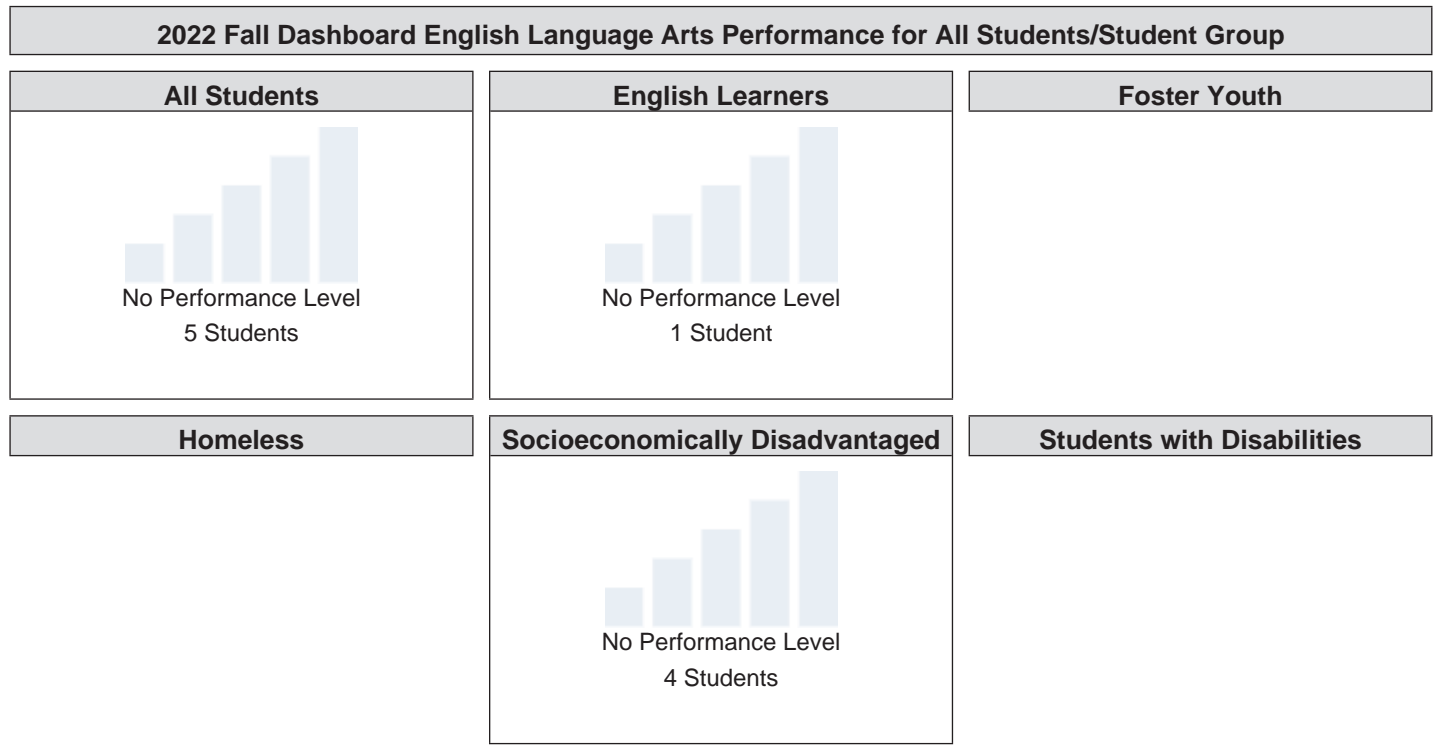 2022 Fall Dashboard English Language Arts Performance for All Students/Student Group
All Students
No Performance Level
5 Students
English Learners
No Performance Level
1 Student
Foster Youth
Homeless
Socioeconomically Disadvantaged
No Performance Level
4 Students
Students with Disabilities